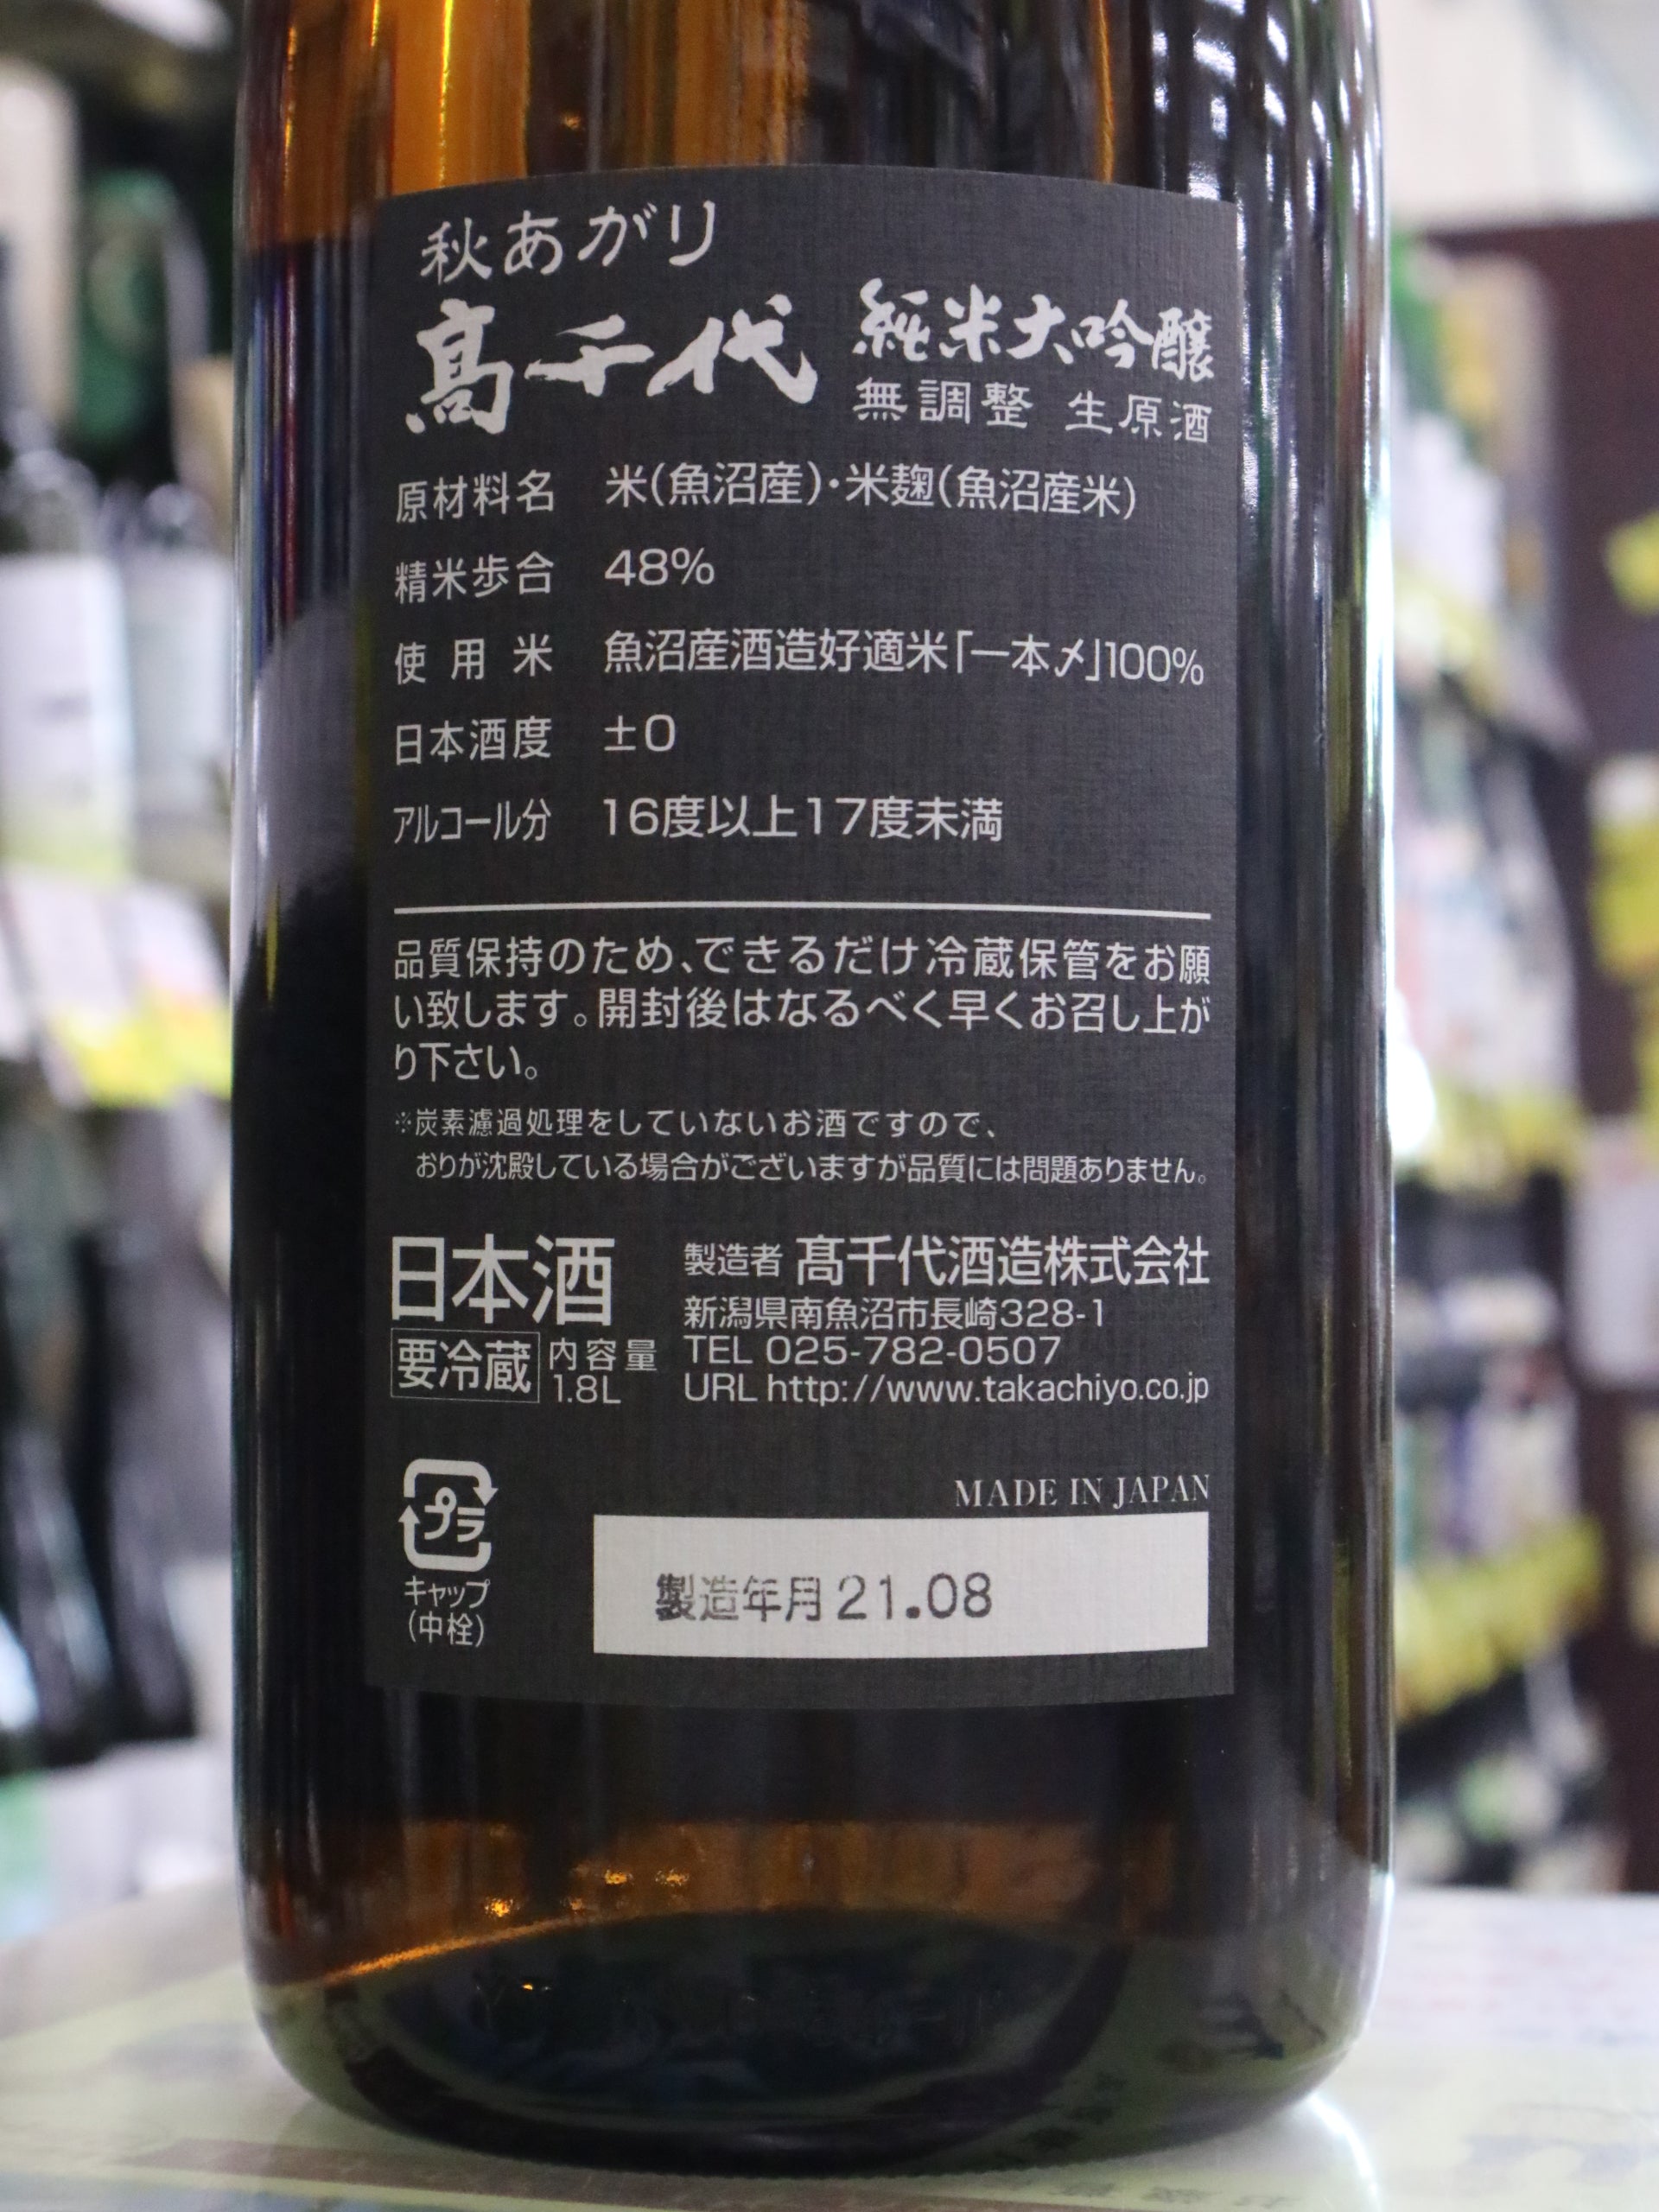 秋あがり
髙千代 純米大吟醸
無調整 生原酒
原材料名 米(魚沼産)・米麹(魚沼産米)
精米歩合 48%
使用米 魚沼産酒造好適米「一本〆」100%
日本酒度 ±0
アルコール分 16度以上17度未満
品質保持のため、できるだけ冷蔵保管をお願
い致します。開封後はなるべく早くお召し上が
り下さい。
※炭素濾過処理をしていないお酒ですので、
おりが沈殿している場合がございますが品質には問題ありません。
日本酒
要冷蔵 内容量
1.8L
製造者 髙千代酒造株式会社
新潟県南魚沼市長崎328-1
TEL 025-782-0507
URL http://www.takachiyo.co.jp
プラ
キャップ
(中栓)
MADE IN JAPAN
製造年月 21.08